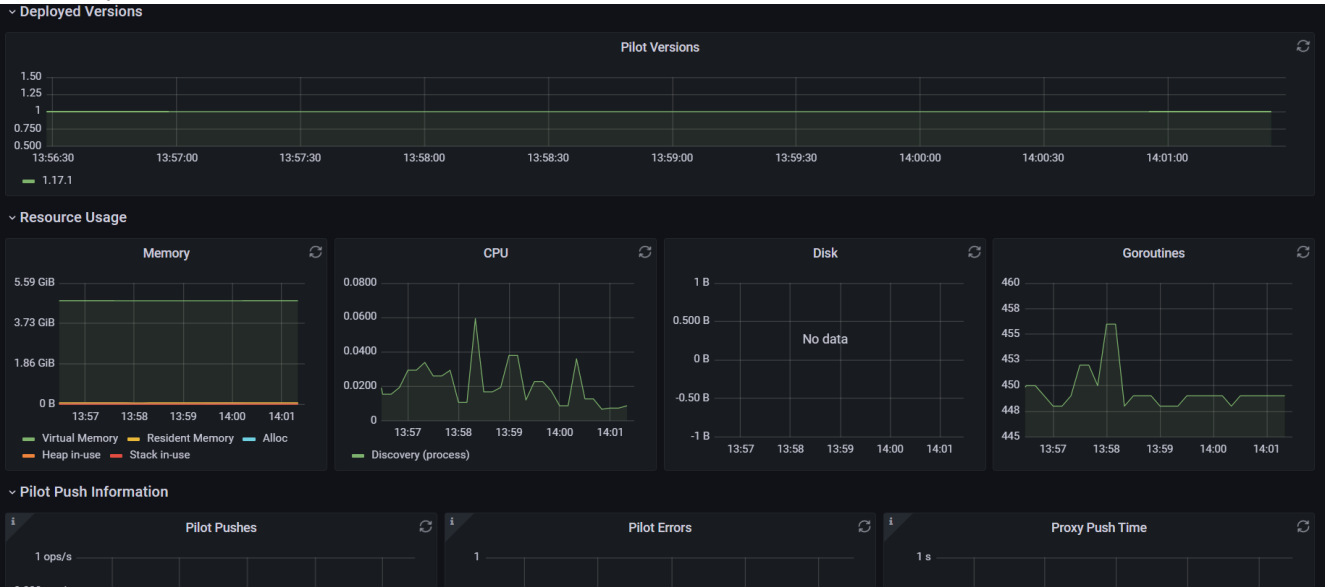 Deployed Versions
Pilot Versions
1.50
1.25
1
0.750
0.500
13:56:30 13:57:00 13:57:30 13:58:00 13:58:30 13:59:00 13:59:30 14:00:00 14:00:30 14:01:00
1.17.1
Resource Usage
Memory
5.59 GiB
3.73 GiB
1.86 GiB
0 B
13:57 13:58 13:59 14:00 14:01
Virtual Memory Resident Memory Alloc
Heap in-use Stack in-use
CPU
0.0800
0.0600
0.0400
0.0200
0
13:57 13:58 13:59 14:00 14:01
Discovery (process)
Disk
1 B
0.500 B
0 B
-0.50 B
-1 B
No data
13:57 13:58 13:59 14:00 14:01
Goroutines
460
458
455
453
450
448
445
13:57 13:58 13:59 14:00 14:01
Pilot Push Information
i
Pilot Pushes
1 ops/s
i
Pilot Errors
1
i
Proxy Push Time
1 s